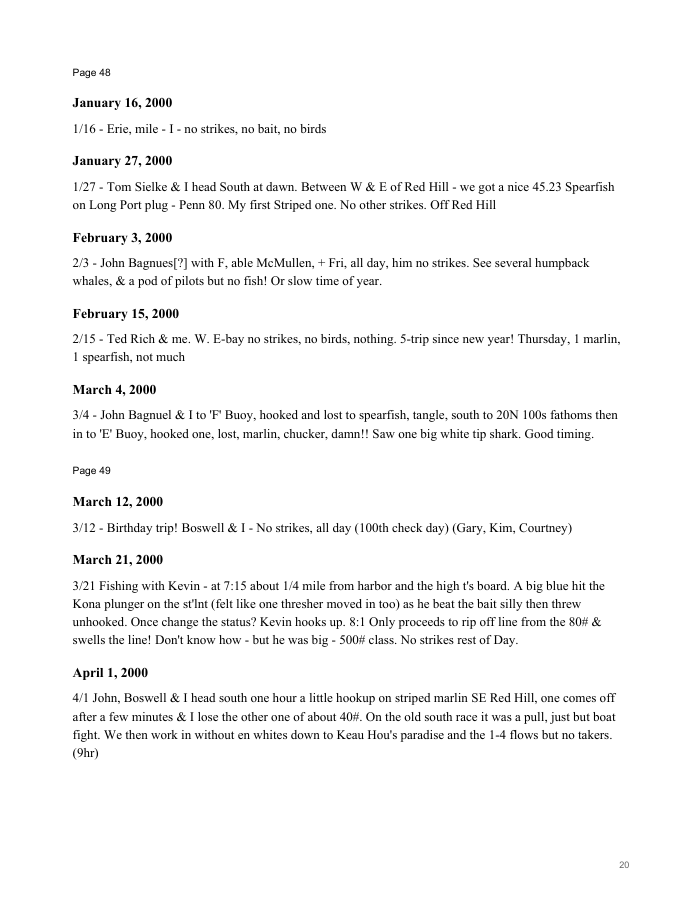 Page 48
January 16, 2000
1/16 - Erie, mile - I - no strikes, no bait, no birds
January 27, 2000
1/27 - Tom Sielke & I head South at dawn. Between W & E of Red Hill - we got a nice 45.23 Spearfish
on Long Port plug - Penn 80. My first Striped one. No other strikes. Off Red Hill
February 3, 2000
2/3 - John Bagnues[?] with F, able McMullen, + Fri, all day, him no strikes. See several humpback
whales, & a pod of pilots but no fish! Or slow time of year.
February 15, 2000
2/15 - Ted Rich & me. W. E-bay no strikes, no birds, nothing. 5-trip since new year! Thursday, 1 marlin,
1 spearfish, not much
March 4, 2000
3/4 - John Bagnuel & I to 'F' Buoy, hooked and lost to spearfish, tangle, south to 20N 100s fathoms then
in to 'E' Buoy, hooked one, lost, marlin, chucker, damn!! Saw one big white tip shark. Good timing.
Page 49
March 12, 2000
3/12 - Birthday trip! Boswell & I - No strikes, all day (100th check day) (Gary, Kim, Courtney)
March 21, 2000
3/21 Fishing with Kevin - at 7:15 about 1/4 mile from harbor and the high t's board. A big blue hit the
Kona plunger on the st'lnt (felt like one thresher moved in too) as he beat the bait silly then threw
unhooked. Once change the status? Kevin hooks up. 8:1 Only proceeds to rip off line from the 80# &
swells the line! Don't know how - but he was big - 500# class. No strikes rest of Day.
April 1, 2000
4/1 John, Boswell & I head south one hour a little hookup on striped marlin SE Red Hill, one comes off
after a few minutes & I lose the other one of about 40#. On the old south race it was a pull, just but boat
fight. We then work in without en whites down to Keau Hou's paradise and the 1-4 flows but no takers.
(9hr)
20